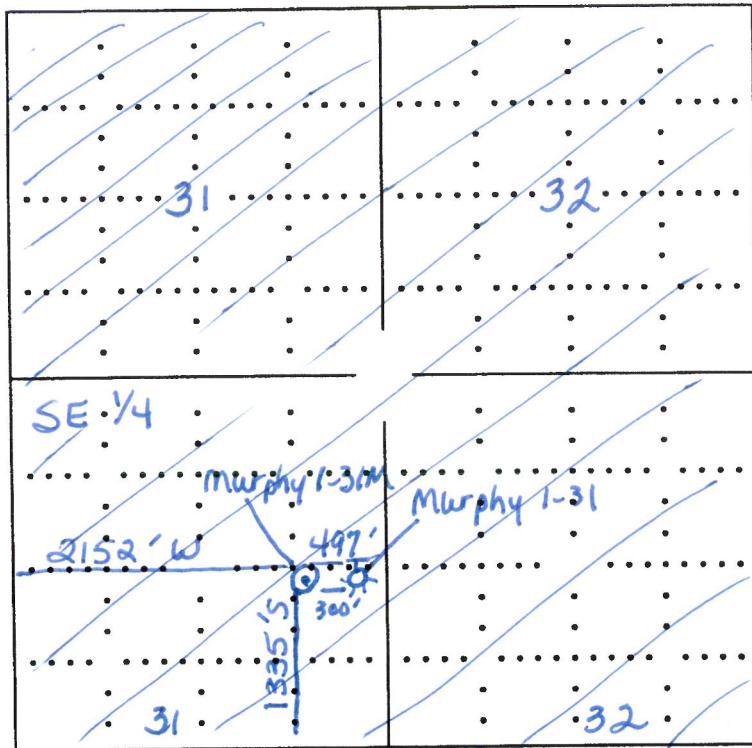 31
32
SE 1/4
Murphy 1-31M
Murphy 1-31
2152' W
497'
300'
1335' S
31
32